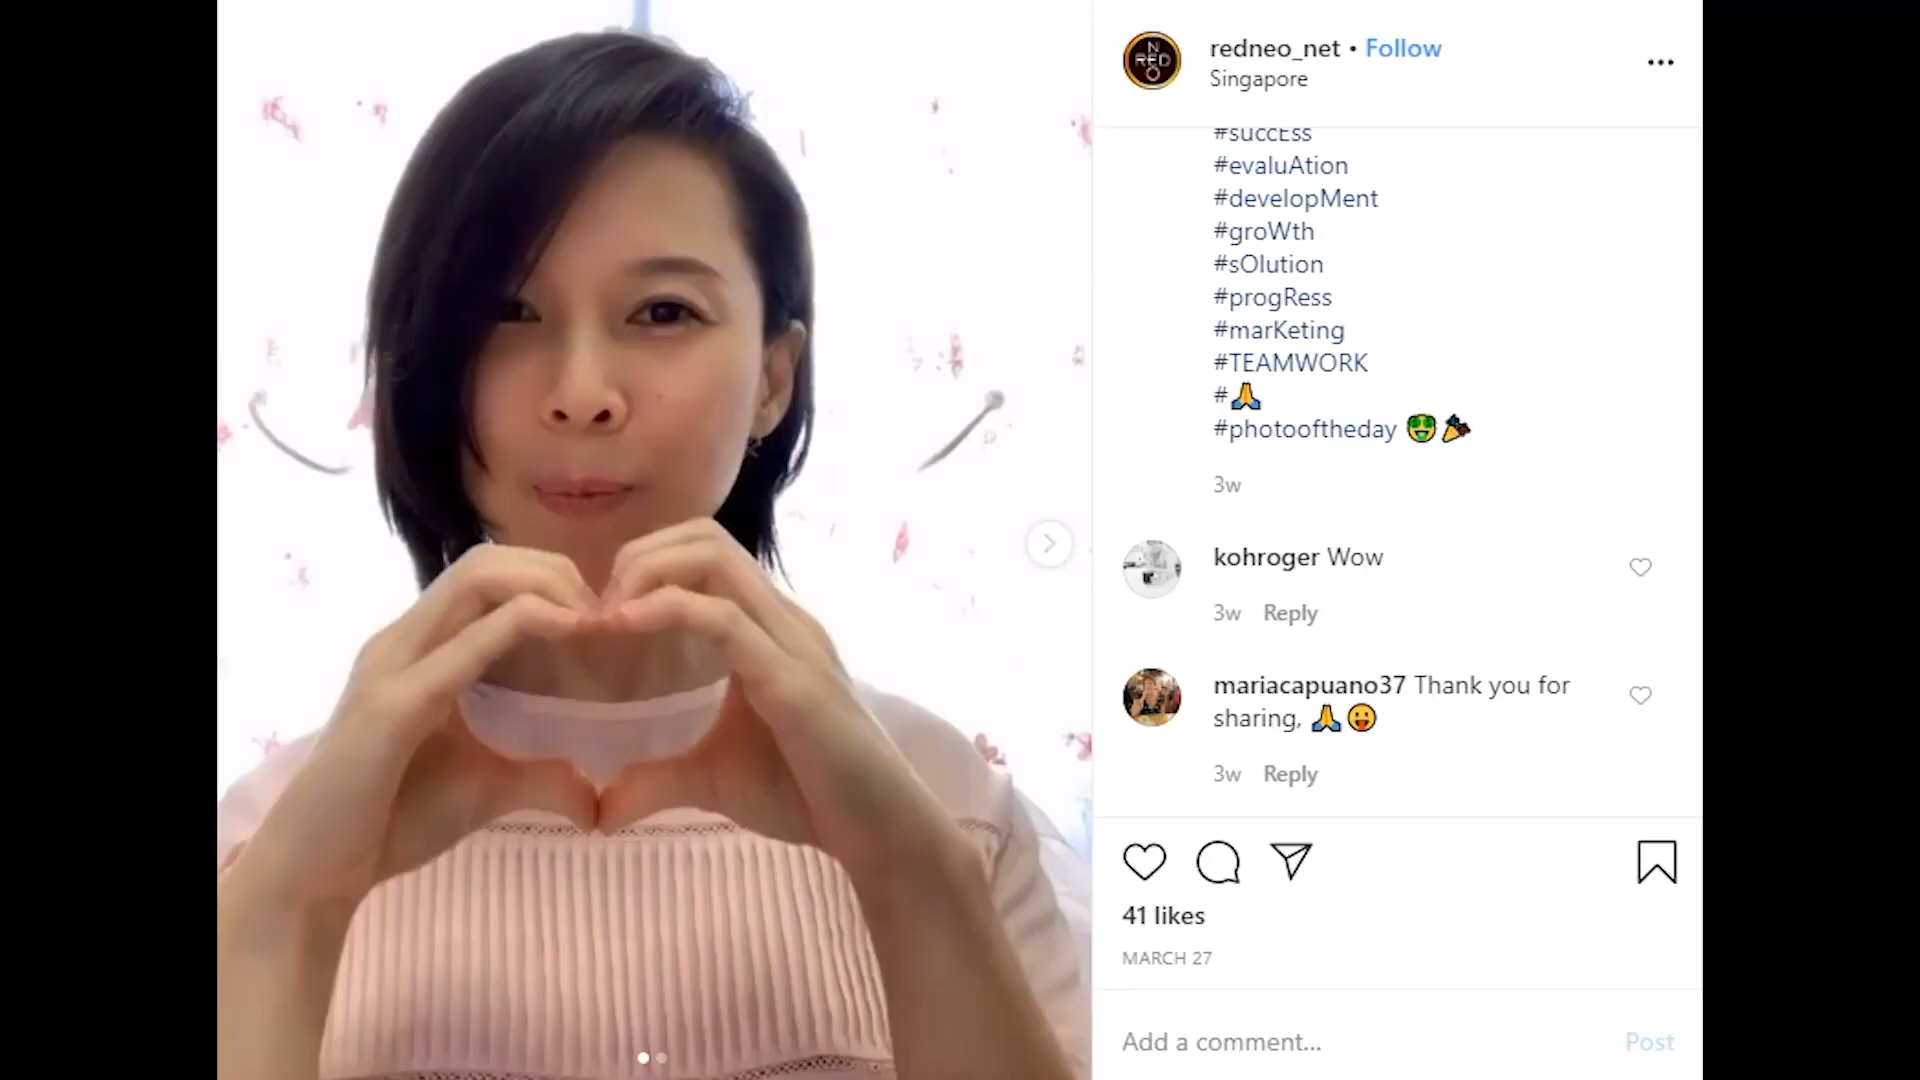 N
RED
O
redneo_net • Follow
Singapore
#succEss
#evaluAtion
#developMent
#groWth
#sOlution
#progRess
#marKeting
#TEAMWORK
#🙏
#photooftheday 🤑🎉
3w
kohroger Wow
3w Reply
mariacapuano37 Thank you for
sharing, 🙏😛
3w Reply
41 likes
MARCH 27
Add a comment... Post